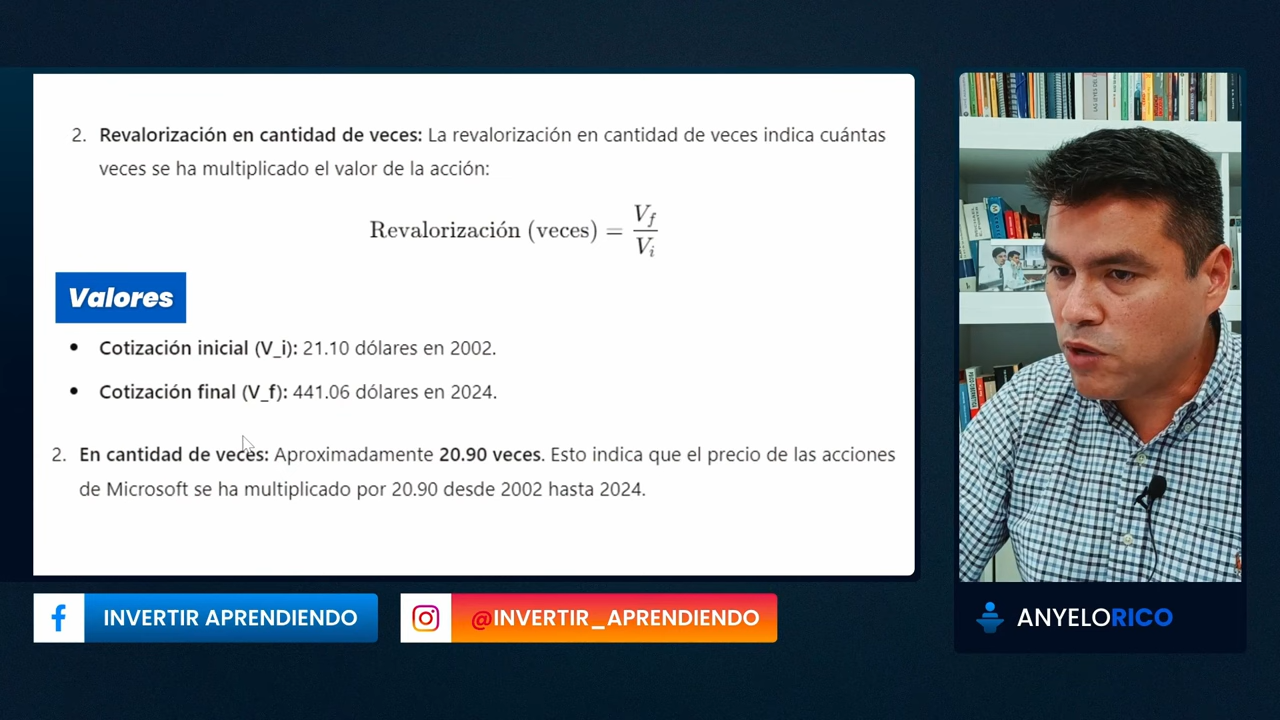 2. Revalorización en cantidad de veces: La revalorización en cantidad de veces indica cuántas
veces se ha multiplicado el valor de la acción:
Revalorización (veces) = V_f / V_i
Valores
• Cotización inicial (V_i): 21.10 dólares en 2002.
• Cotización final (V_f): 441.06 dólares en 2024.
2. En cantidad de veces: Aproximadamente 20.90 veces. Esto indica que el precio de las acciones
de Microsoft se ha multiplicado por 20.90 desde 2002 hasta 2024.
INVERTIR APRENDIENDO
@INVERTIR_APRENDIENDO
ANYELORICO